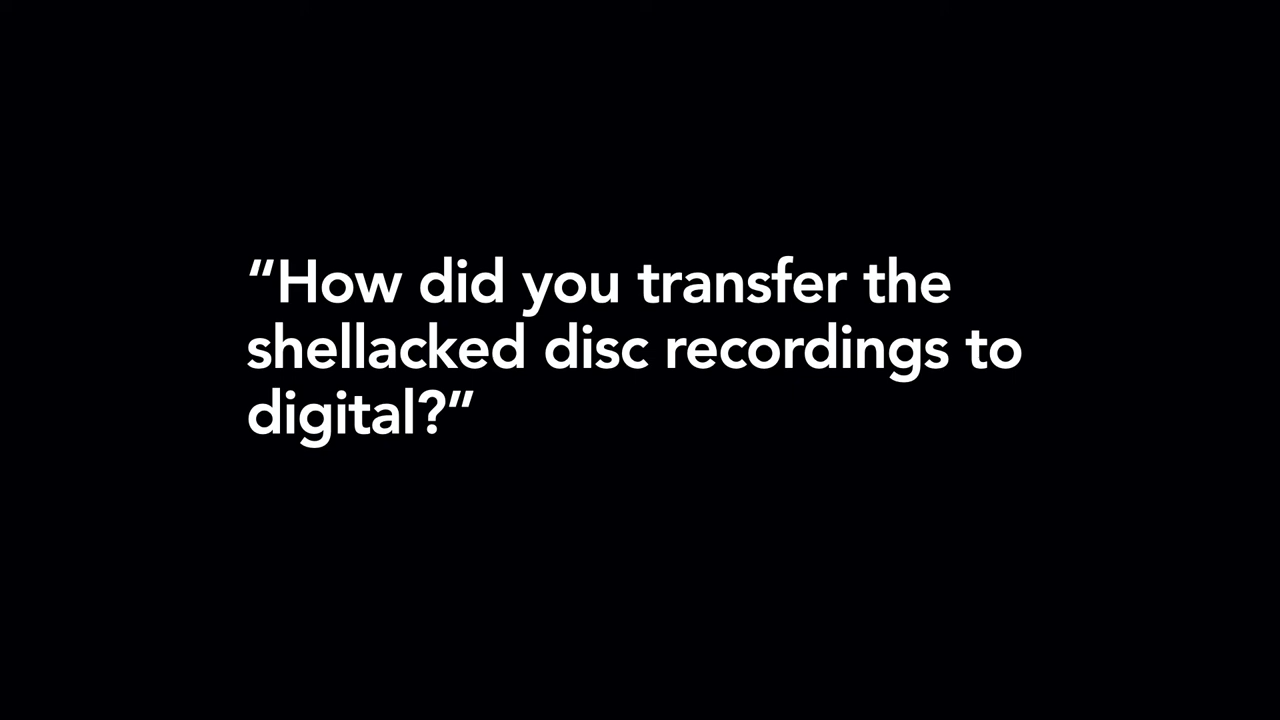 “How did you transfer the
shellacked disc recordings to
digital?”